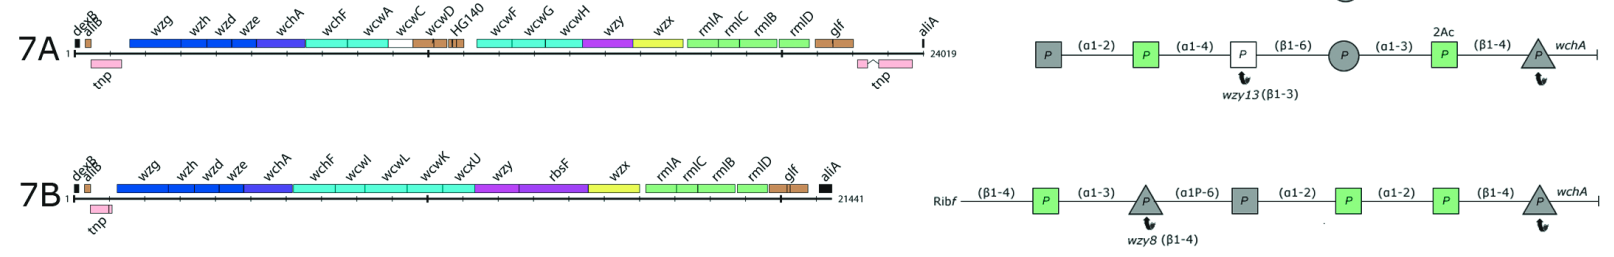 7A
1
dexB
aliB
wzg
wzh
wzd
wze
wchA
wchF
wcwA
wcwC
wcwD
HG140
wcwF
wcwG
wcwH
wzy
wzx
rmlA
rmlC
rmlB
rmlD
glf
aliA
24019
tnp
tnp
P (α1-2) P (α1-4) P (β1-6) P (α1-3) 2Ac P (β1-4) P wchA
wzy13 (β1-3)
7B
1
dexB
aliB
wzg
wzh
wzd
wze
wchA
wchF
wcwI
wcwL
wcwK
wcxU
wzy
rbsF
wzx
rmlA
rmlC
rmlB
rmlD
glf
aliA
21441
tnp
Ribf (β1-4) P (α1-3) P (α1P-6) P (α1-2) P (α1-2) P (β1-4) P wchA
wzy8 (β1-4)